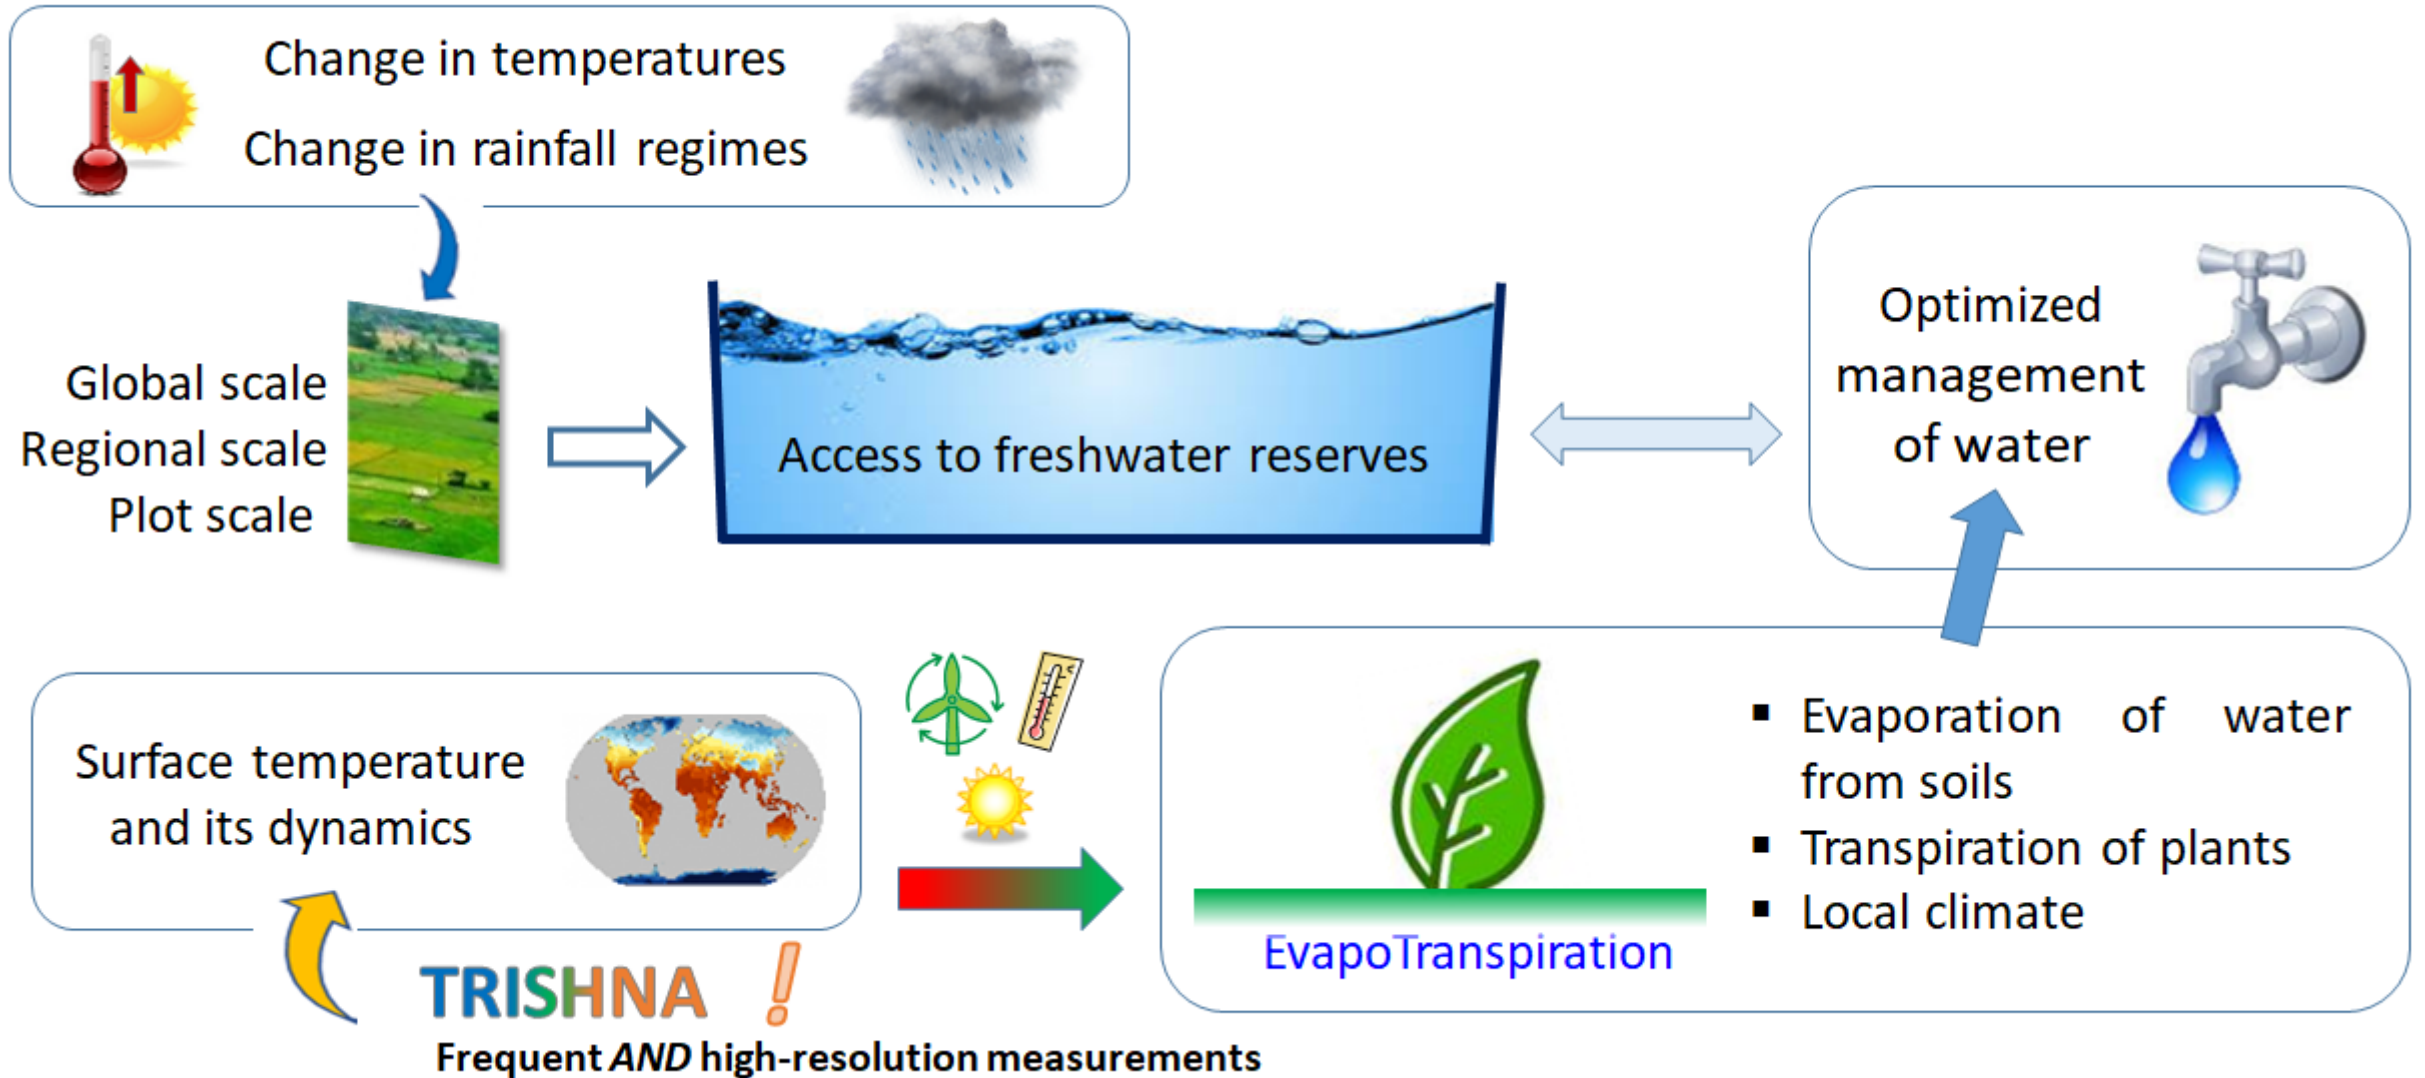 Change in temperatures
Change in rainfall regimes
Global scale
Regional scale
Plot scale
Access to freshwater reserves
Optimized
management
of water
Surface temperature
and its dynamics
▪ Evaporation of water
from soils
▪ Transpiration of plants
▪ Local climate
EvapoTranspiration
TRISHNA !
Frequent AND high-resolution measurements